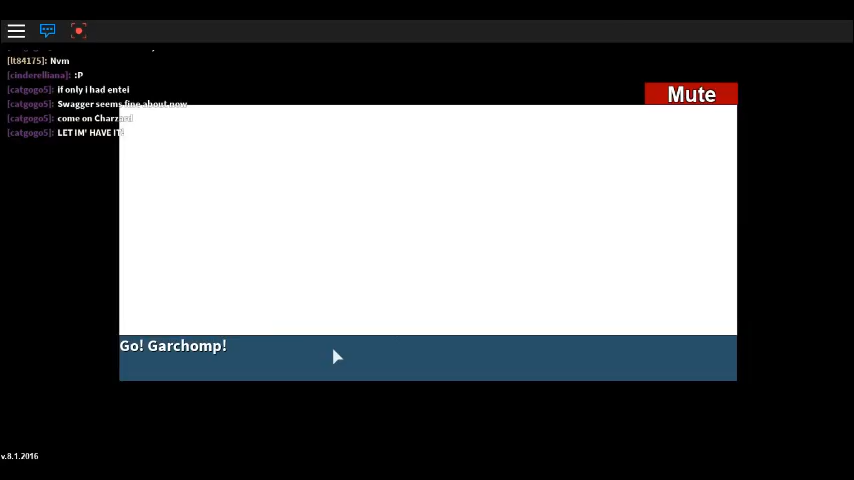 [lt84175]: Nvm
[cinderelliana]: :P
[catgogo5]: if only i had entei
[catgogo5]: Swagger seems fine about now
[catgogo5]: come on Charzard
[catgogo5]: LET IM' HAVE IT!
Mute
Go! Garchomp!
v.8.1.2016